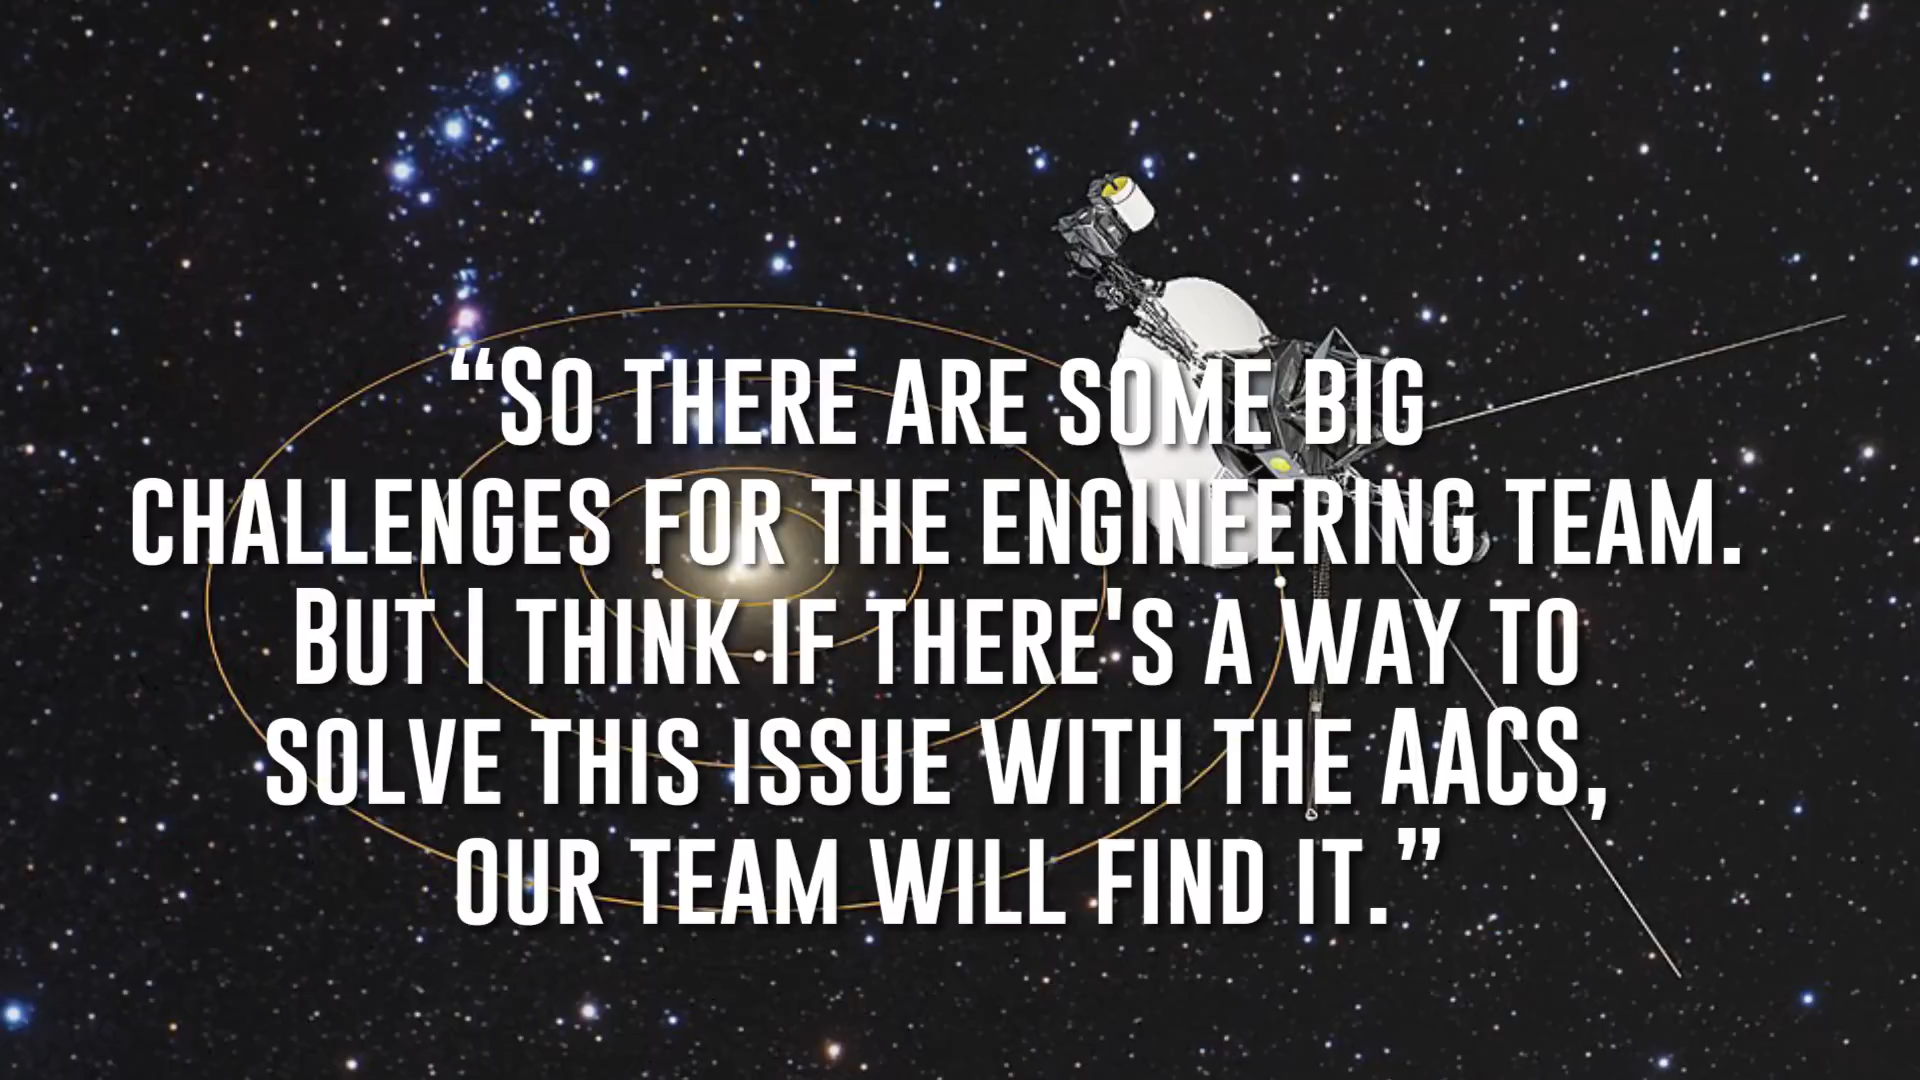 “So there are some big
challenges for the engineering team.
But I think if there's a way to
solve this issue with the AACS,
our team will find it.”